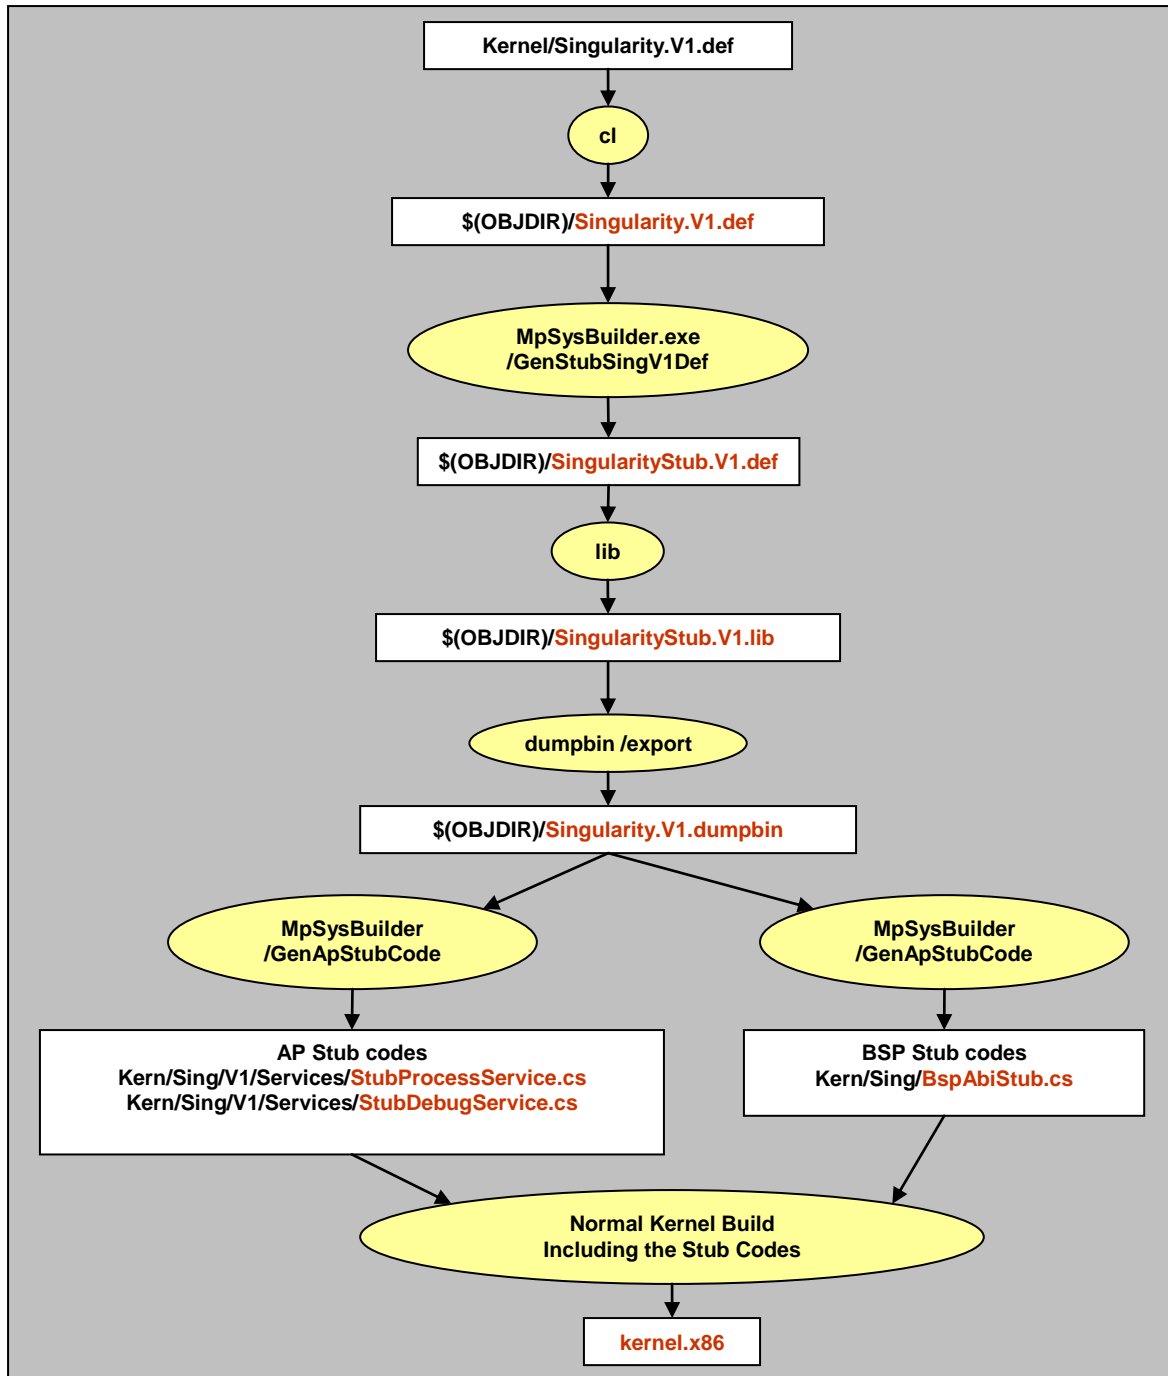 Kernel/Singularity.V1.def
cl
$(OBJDIR)/Singularity.V1.def
MpSysBuilder.exe
/GenStubSingV1Def
$(OBJDIR)/SingularityStub.V1.def
lib
$(OBJDIR)/SingularityStub.V1.lib
dumpbin /export
$(OBJDIR)/Singularity.V1.dumpbin
MpSysBuilder
/GenApStubCode
MpSysBuilder
/GenApStubCode
AP Stub codes
Kern/Sing/V1/Services/StubProcessService.cs
Kern/Sing/V1/Services/StubDebugService.cs
BSP Stub codes
Kern/Sing/BspAbiStub.cs
Normal Kernel Build
Including the Stub Codes
kernel.x86